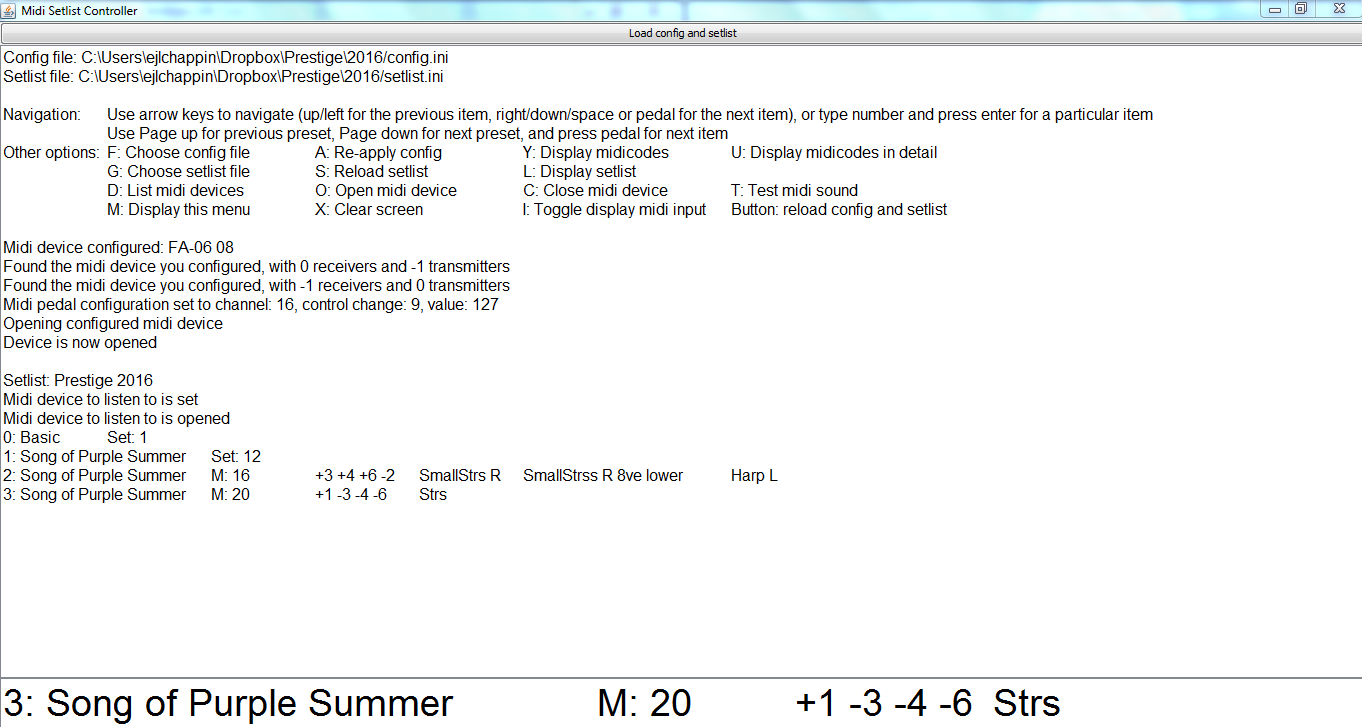 Midi Setlist Controller
Load config and setlist
Config file: C:\Users\ejlchappin\Dropbox\Prestige\2016/config.ini
Setlist file: C:\Users\ejlchappin\Dropbox\Prestige\2016/setlist.ini
Navigation: Use arrow keys to navigate (up/left for the previous item, right/down/space or pedal for the next item), or type number and press enter for a particular item
Use Page up for previous preset, Page down for next preset, and press pedal for next item
Other options: F: Choose config file A: Re-apply config Y: Display midicodes U: Display midicodes in detail
G: Choose setlist file S: Reload setlist L: Display setlist
D: List midi devices O: Open midi device C: Close midi device T: Test midi sound
M: Display this menu X: Clear screen I: Toggle display midi input Button: reload config and setlist
Midi device configured: FA-06 08
Found the midi device you configured, with 0 receivers and -1 transmitters
Found the midi device you configured, with -1 receivers and 0 transmitters
Midi pedal configuration set to channel: 16, control change: 9, value: 127
Opening configured midi device
Device is now opened
Setlist: Prestige 2016
Midi device to listen to is set
Midi device to listen to is opened
0: Basic Set: 1
1: Song of Purple Summer Set: 12
2: Song of Purple Summer M: 16 +3 +4 +6 -2 SmallStrs R SmallStrss R 8ve lower Harp L
3: Song of Purple Summer M: 20 +1 -3 -4 -6 Strs
3: Song of Purple Summer M: 20 +1 -3 -4 -6 Strs